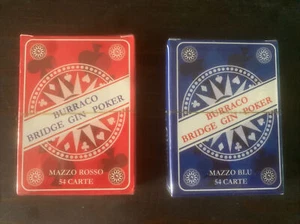 BURRACO
BRIDGE GIN POKER
MAZZO ROSSO
54 CARTE
BURRACO
BRIDGE GIN POKER
MAZZO BLU
54 CARTE